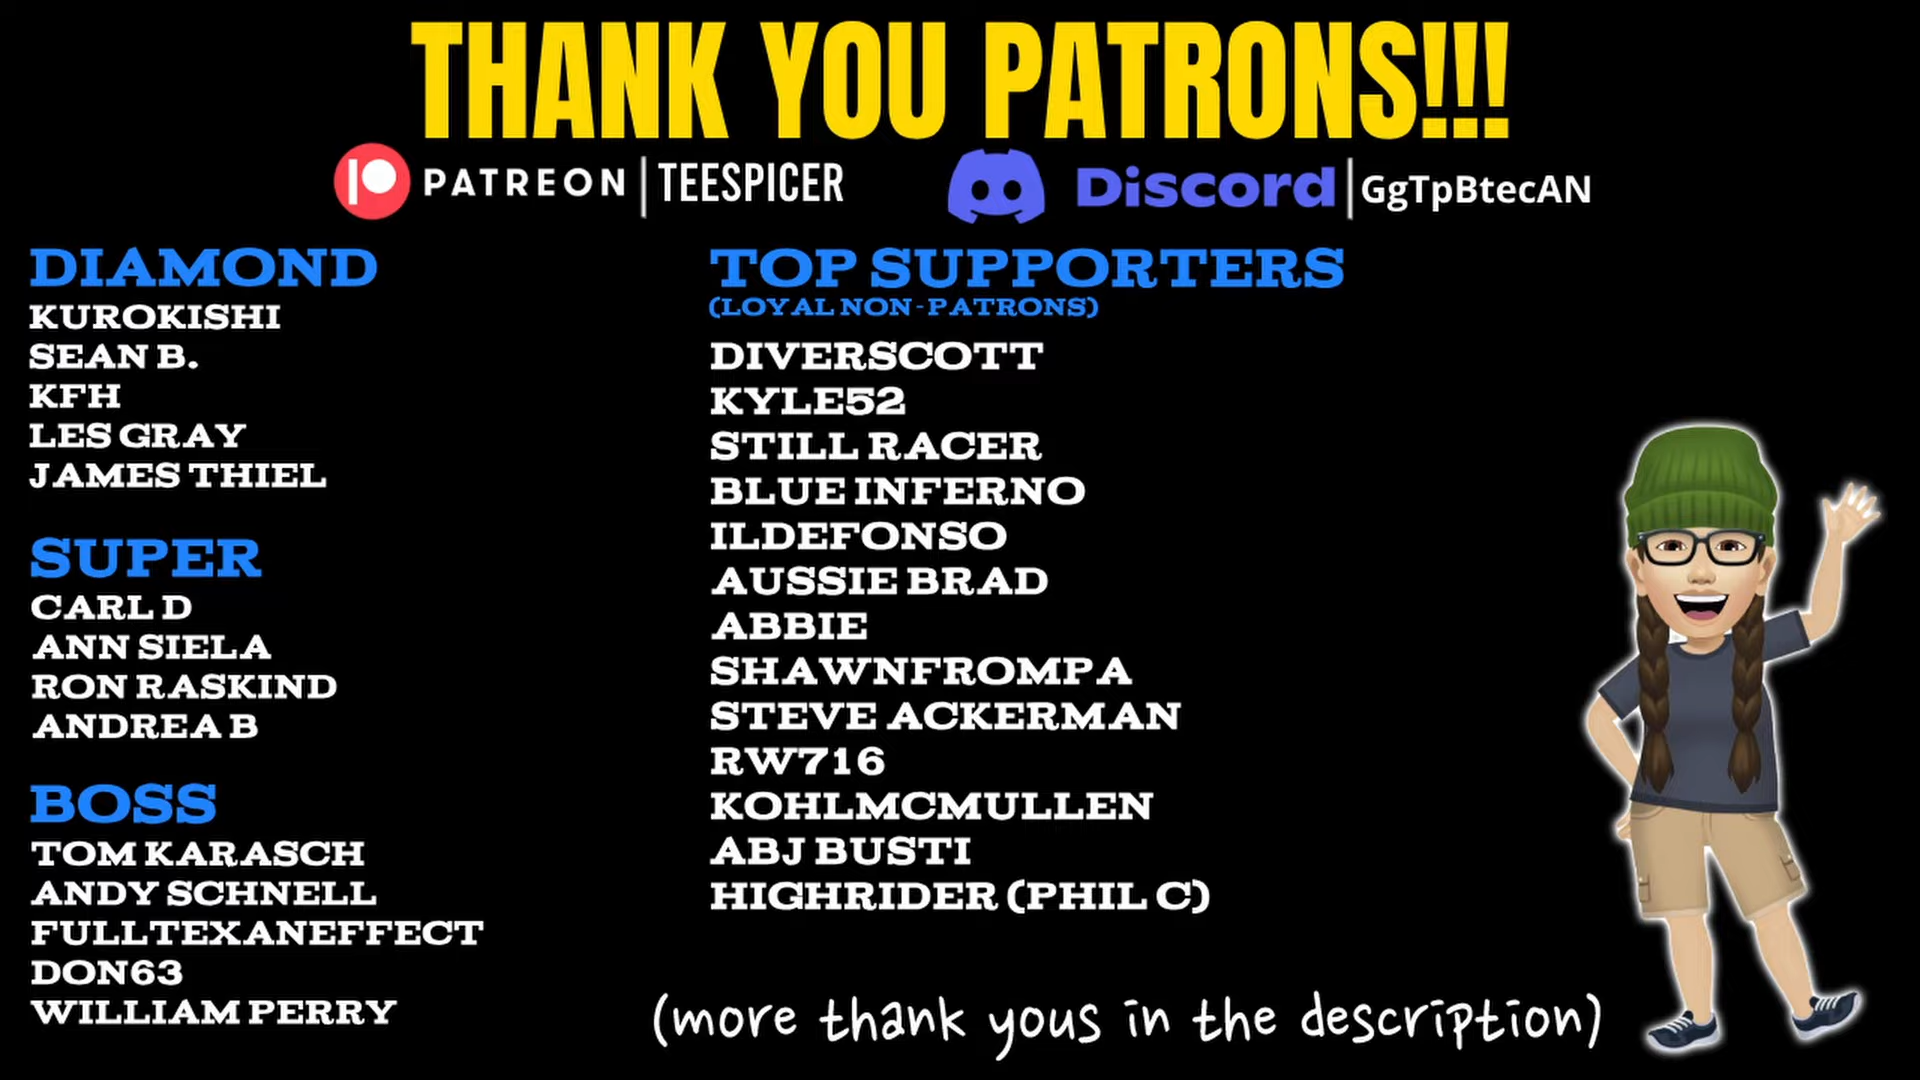 THANK YOU PATRONS!!!
PATREON | TEESPICER
Discord | GgTpBtecAN
DIAMOND
KUROKISHI
SEAN B.
KFH
LES GRAY
JAMES THIEL
SUPER
CARL D
ANN SIELA
RON RASKIND
ANDREA B
BOSS
TOM KARASCH
ANDY SCHNELL
FULLTEXANEFFECT
DON63
WILLIAM PERRY
TOP SUPPORTERS
(LOYAL NON-PATRONS)
DIVERSCOTT
KYLE52
STILL RACER
BLUE INFERNO
ILDEFONSO
AUSSIE BRAD
ABBIE
SHAWNFROMPA
STEVE ACKERMAN
RW716
KOHLMCMULLEN
ABJ BUSTI
HIGHRIDER (PHIL C)
(more thank yous in the description)